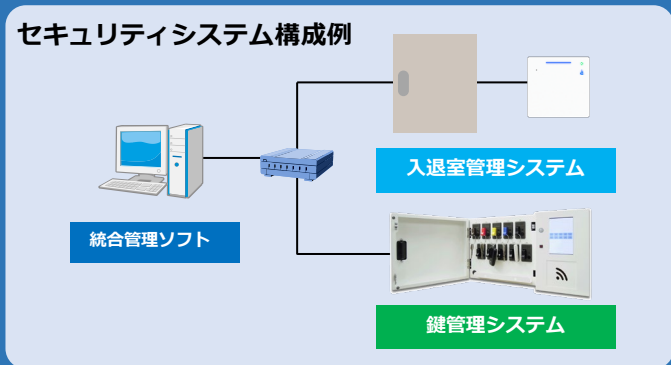 セキュリティシステム構成例
入退室管理システム
統合管理ソフト
鍵管理システム